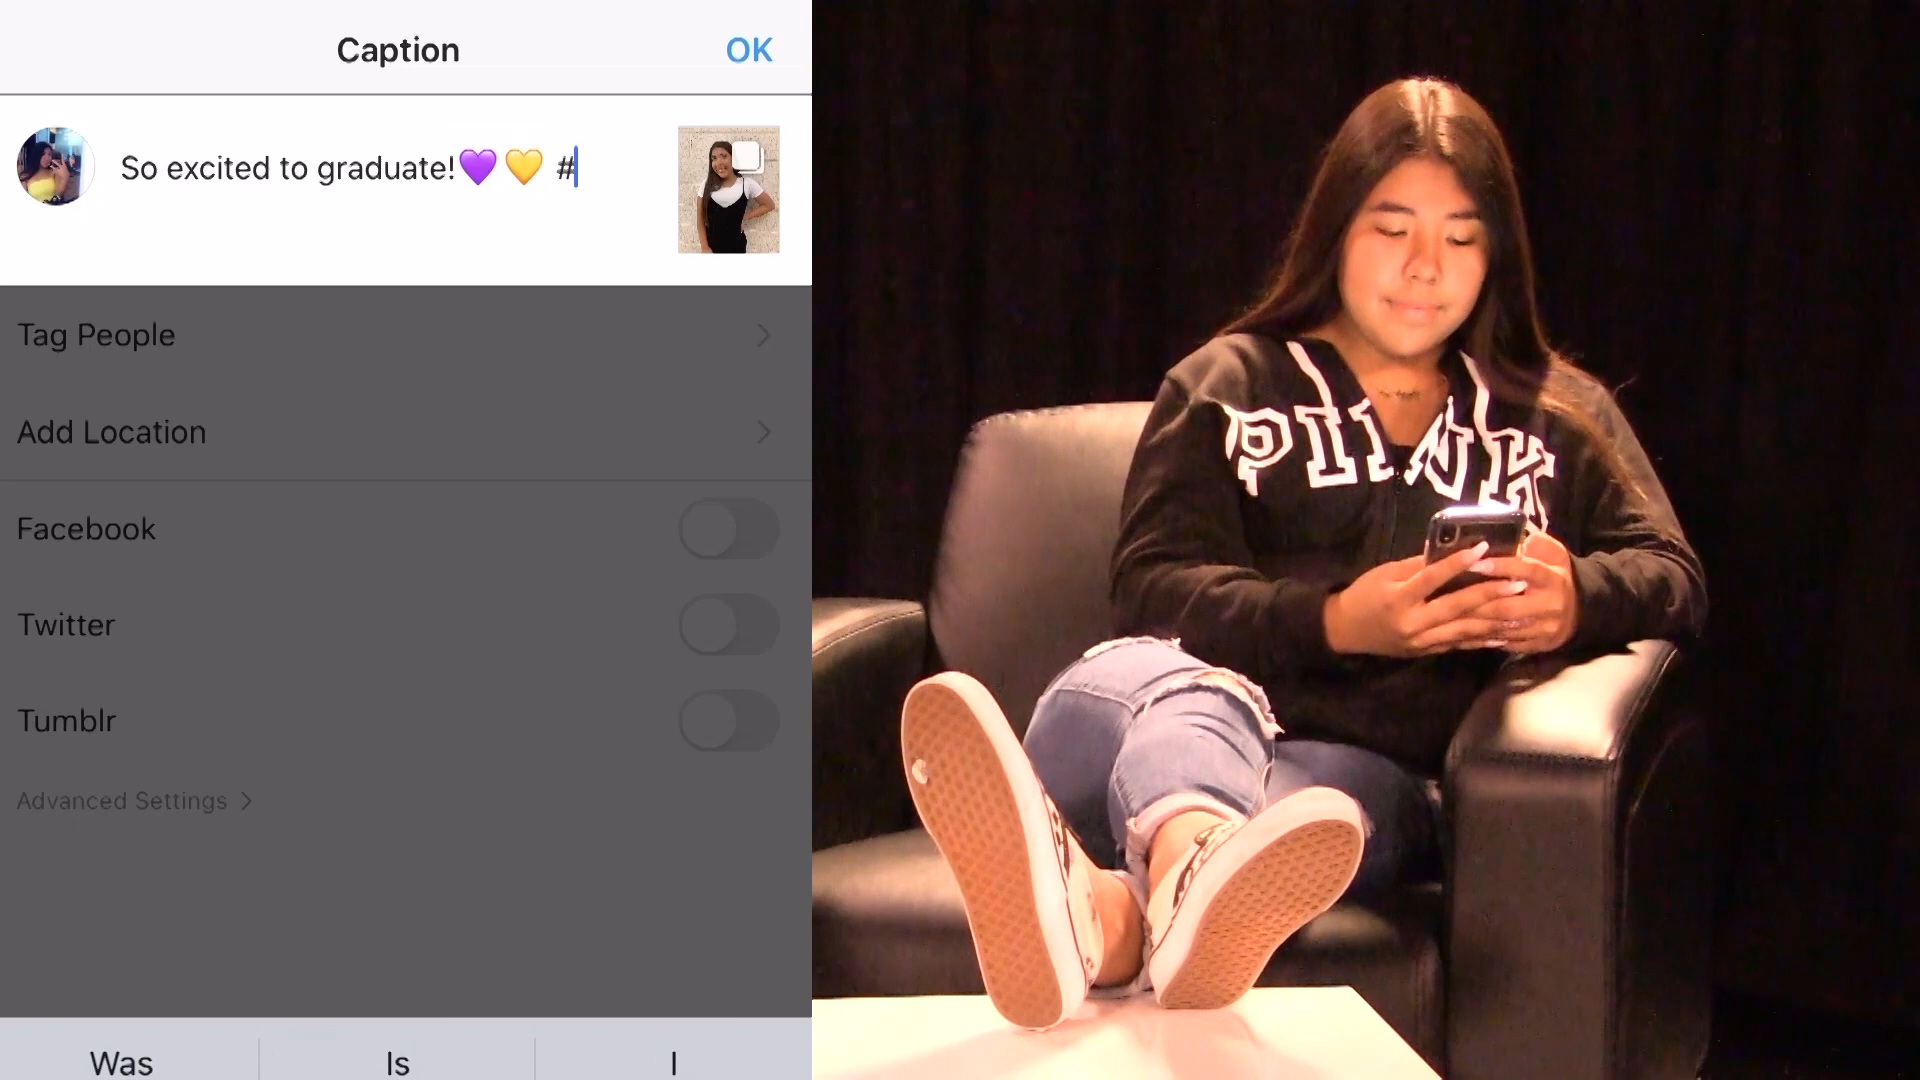 Caption
OK
So excited to graduate!💜 💛 #
Tag People
Add Location
Facebook
Twitter
Tumblr
Advanced Settings
Was
Is
I
PINK